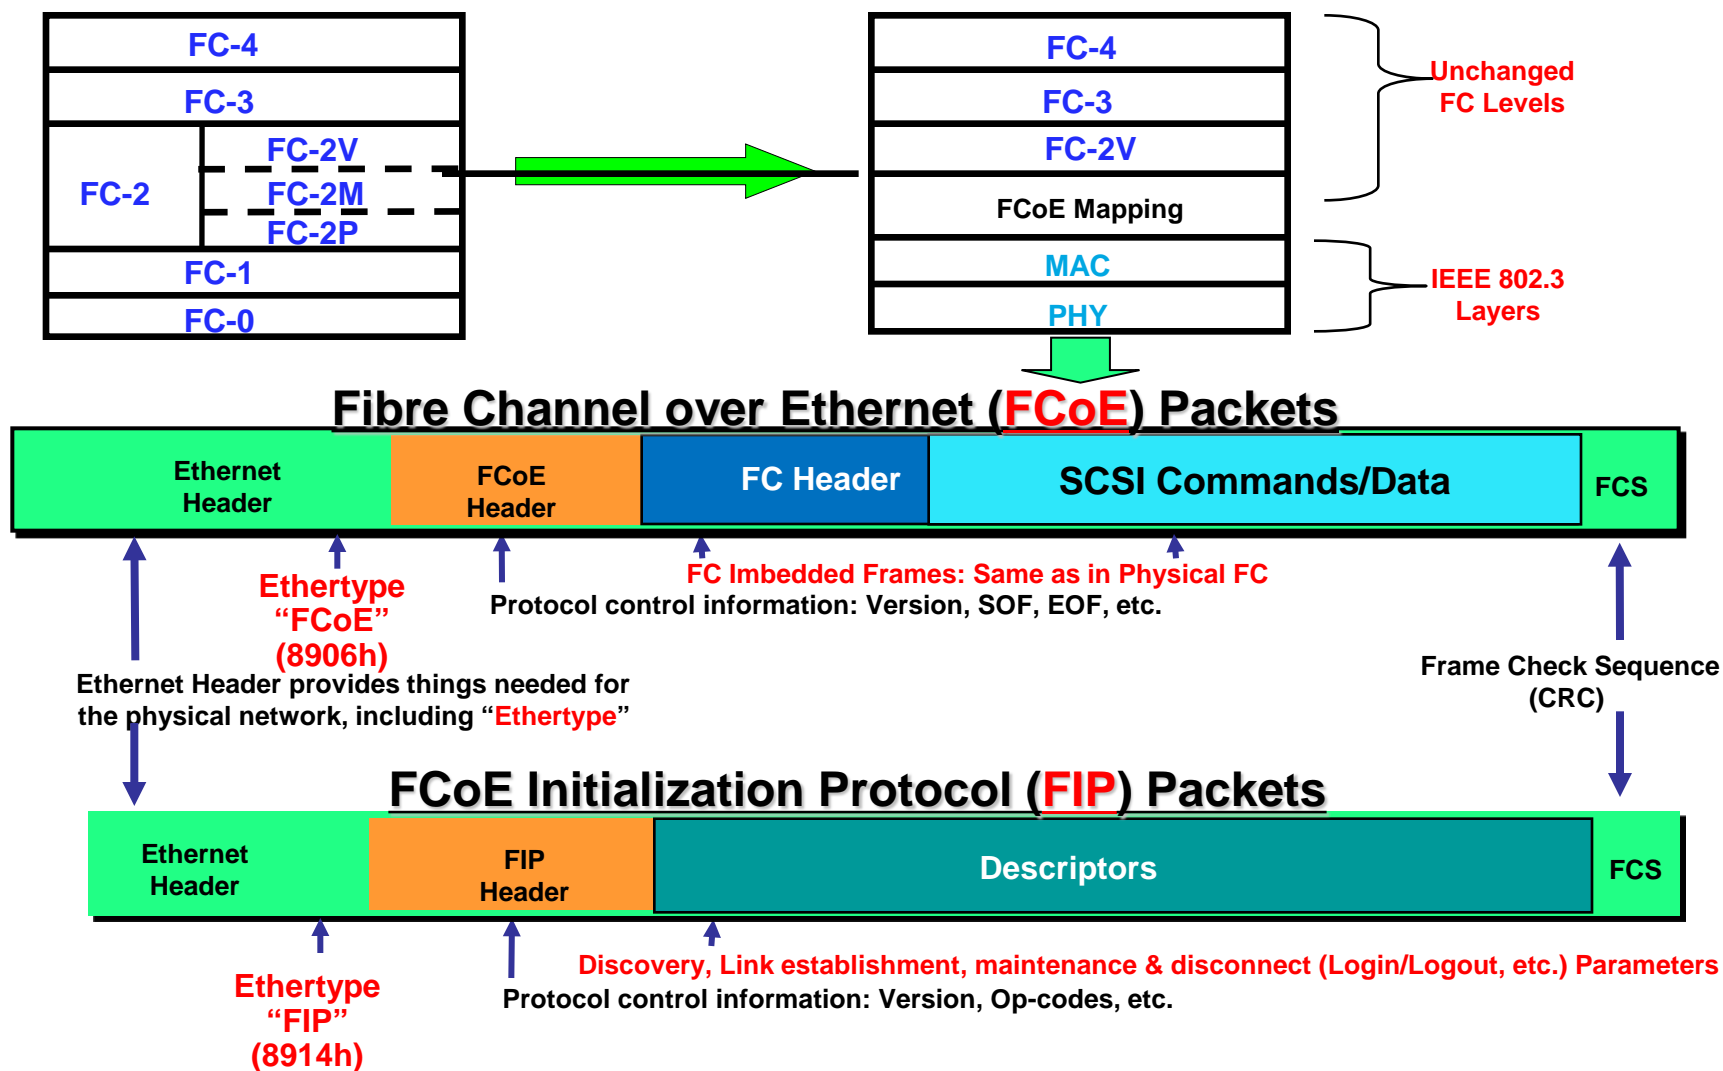 FC-4
FC-3
FC-2
FC-2V
FC-2M
FC-2P
FC-1
FC-0
FC-4
FC-3
FC-2V
FCoE Mapping
MAC
PHY
Unchanged
FC Levels
IEEE 802.3
Layers
Fibre Channel over Ethernet (FCoE) Packets
Ethernet
Header
FCoE
Header
FC Header
SCSI Commands/Data
FCS
Ethertype
“FCoE”
(8906h)
FC Imbedded Frames: Same as in Physical FC
Protocol control information: Version, SOF, EOF, etc.
Ethernet Header provides things needed for
the physical network, including “Ethertype”
Frame Check Sequence
(CRC)
FCoE Initialization Protocol (FIP) Packets
Ethernet
Header
FIP
Header
Descriptors
FCS
Ethertype
“FIP”
(8914h)
Discovery, Link establishment, maintenance & disconnect (Login/Logout, etc.) Parameters
Protocol control information: Version, Op-codes, etc.